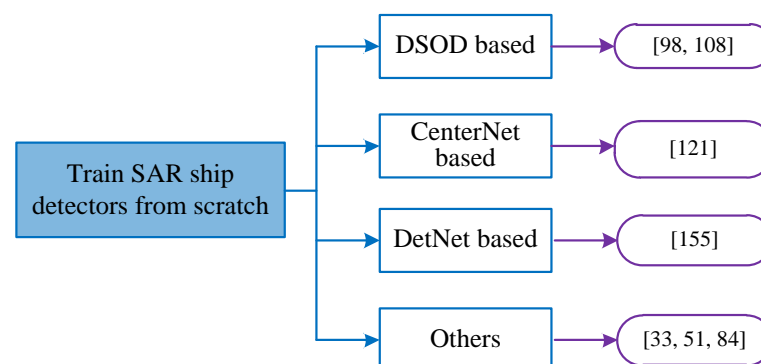 DSOD based
[98, 108]
CenterNet
based
[121]
Train SAR ship
detectors from scratch
DetNet based
[155]
Others
[33, 51, 84]